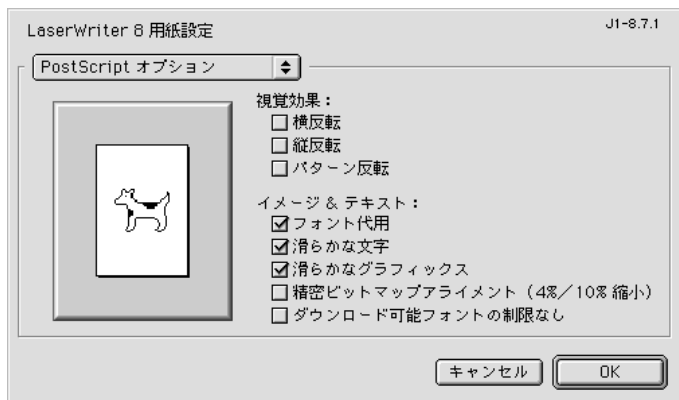 LaserWriter 8 用紙設定
J1-8.7.1
PostScript オプション
視覚効果：
横反転
縦反転
パターン反転
イメージ & テキスト：
フォント代用
滑らかな文字
滑らかなグラフィックス
精密ビットマップアライメント（4%／10% 縮小）
ダウンロード可能フォントの制限なし
キャンセル
OK